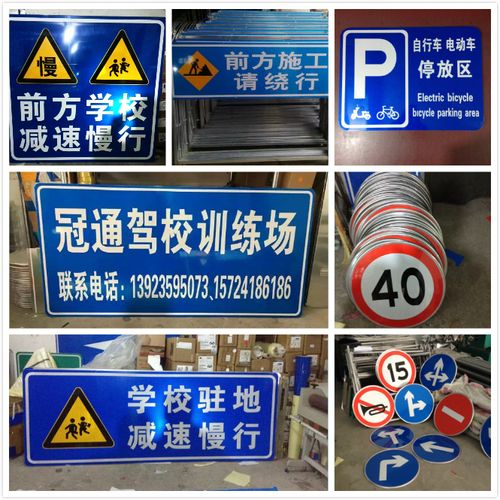 慢
前方学校
减速慢行
前方施工
请绕行
P
自行车 电动车
停放区
Electric bicycle
bicycle parking area
冠通驾校训练场
联系电话:13923595073,15724186186
40
学校驻地
减速慢行
15